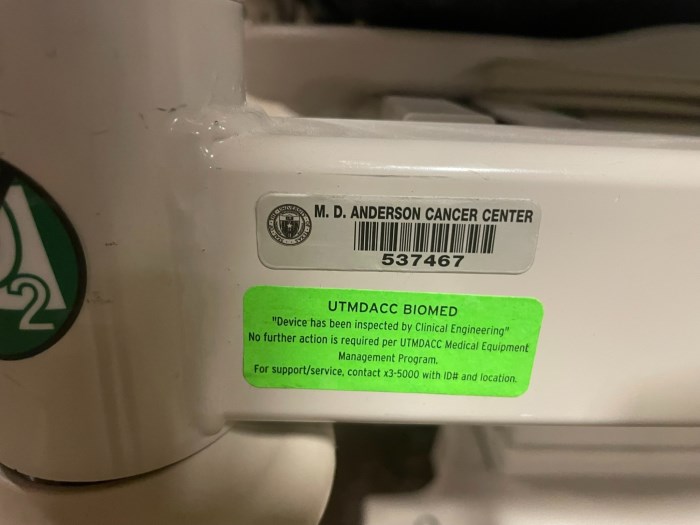 M. D. ANDERSON CANCER CENTER
537467
UTMDACC BIOMED
"Device has been inspected by Clinical Engineering"
No further action is required per UTMDACC Medical Equipment
Management Program.
For support/service, contact x3-5000 with ID# and location.
2